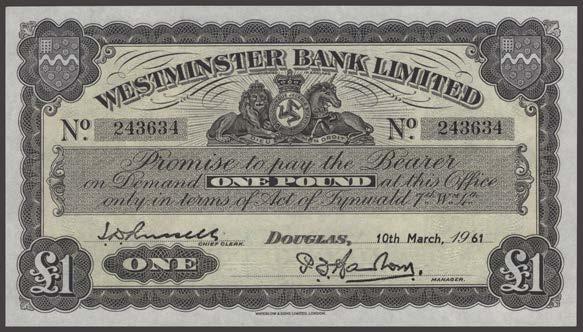 WESTMINSTER BANK LIMITED
No. 243634 No. 243634
Promise to pay the Bearer
on Demand ONE POUND at this Office
only in terms of Act of Tynwald 7th Wm. 4th
CHIEF CLERK.
DOUGLAS, 10th March, 1961
ONE
MANAGER.
£1 £1
WATERLOW & SONS LIMITED, LONDON.